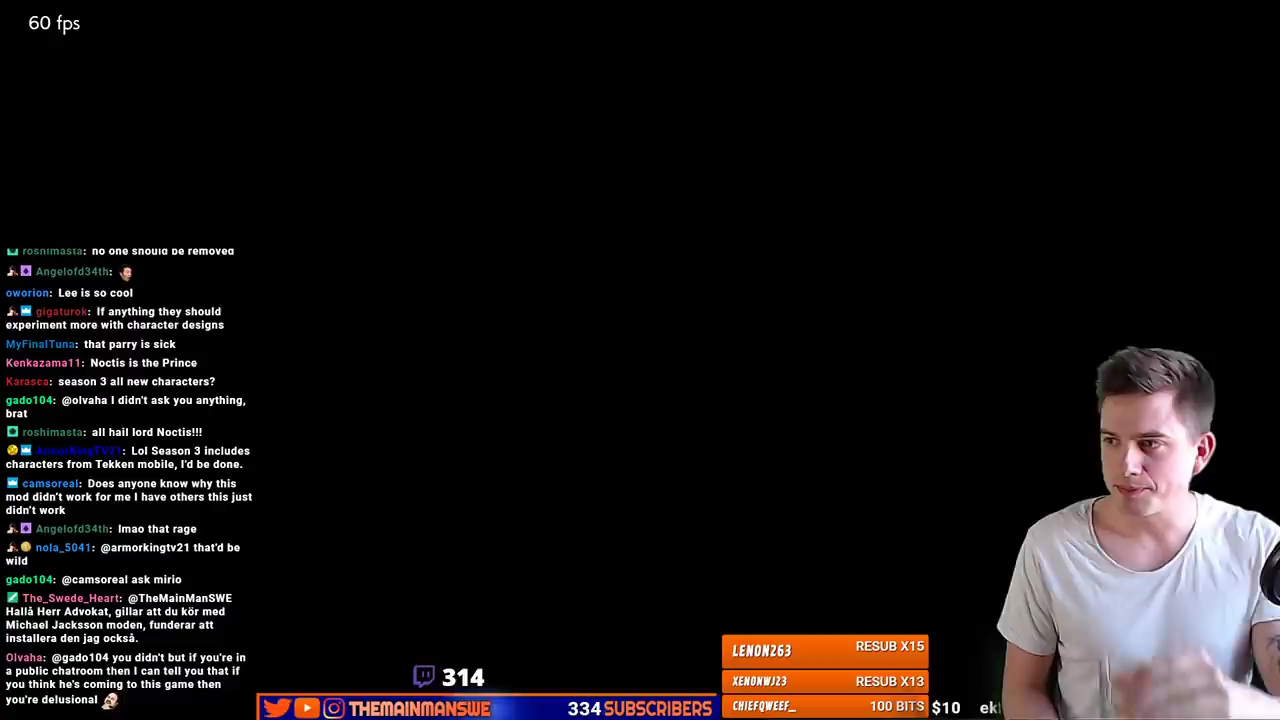 60 fps
roshimasta: no one should be removed
Angelofd34th:
oworion: Lee is so cool
gigaturok: If anything they should
experiment more with character designs
MyFinalTuna: that parry is sick
Kenkazama11: Noctis is the Prince
Karasca: season 3 all new characters?
gado104: @olvaha I didn't ask you anything,
brat
roshimasta: all hail lord Noctis!!!
ArmorKingTV21: Lol Season 3 includes
characters from Tekken mobile, I'd be done.
camsoreal: Does anyone know why this
mod didn't work for me I have others this just
didn't work
Angelofd34th: lmao that rage
nola_5041: @armorkingtv21 that'd be
wild
gado104: @camsoreal ask mirio
The_Swede_Heart: @TheMainManSWE
Hallå Herr Advokat, gillar att du kör med
Michael Jacksson moden, funderar att
installera den jag också.
Olvaha: @gado104 you didn't but if you're in
a public chatroom then I can tell you that if
you think he's coming to this game then
you're delusional
314
THEMAINMANSWE 334 SUBSCRIBERS
LENON263 RESUB X15
XENONWJ23 RESUB X13
CHIEFQWEEF_ 100 BITS
$10 ek